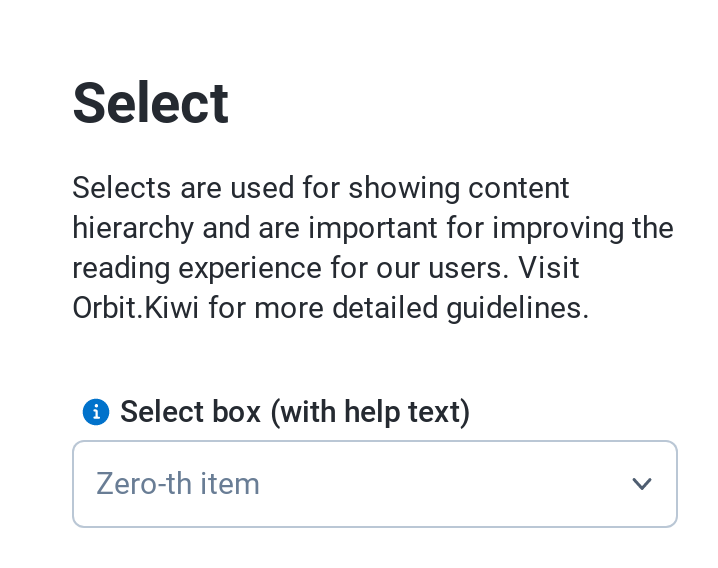 Select
Selects are used for showing content
hierarchy and are important for improving the
reading experience for our users. Visit
Orbit.Kiwi for more detailed guidelines.
Select box (with help text)
Zero-th item